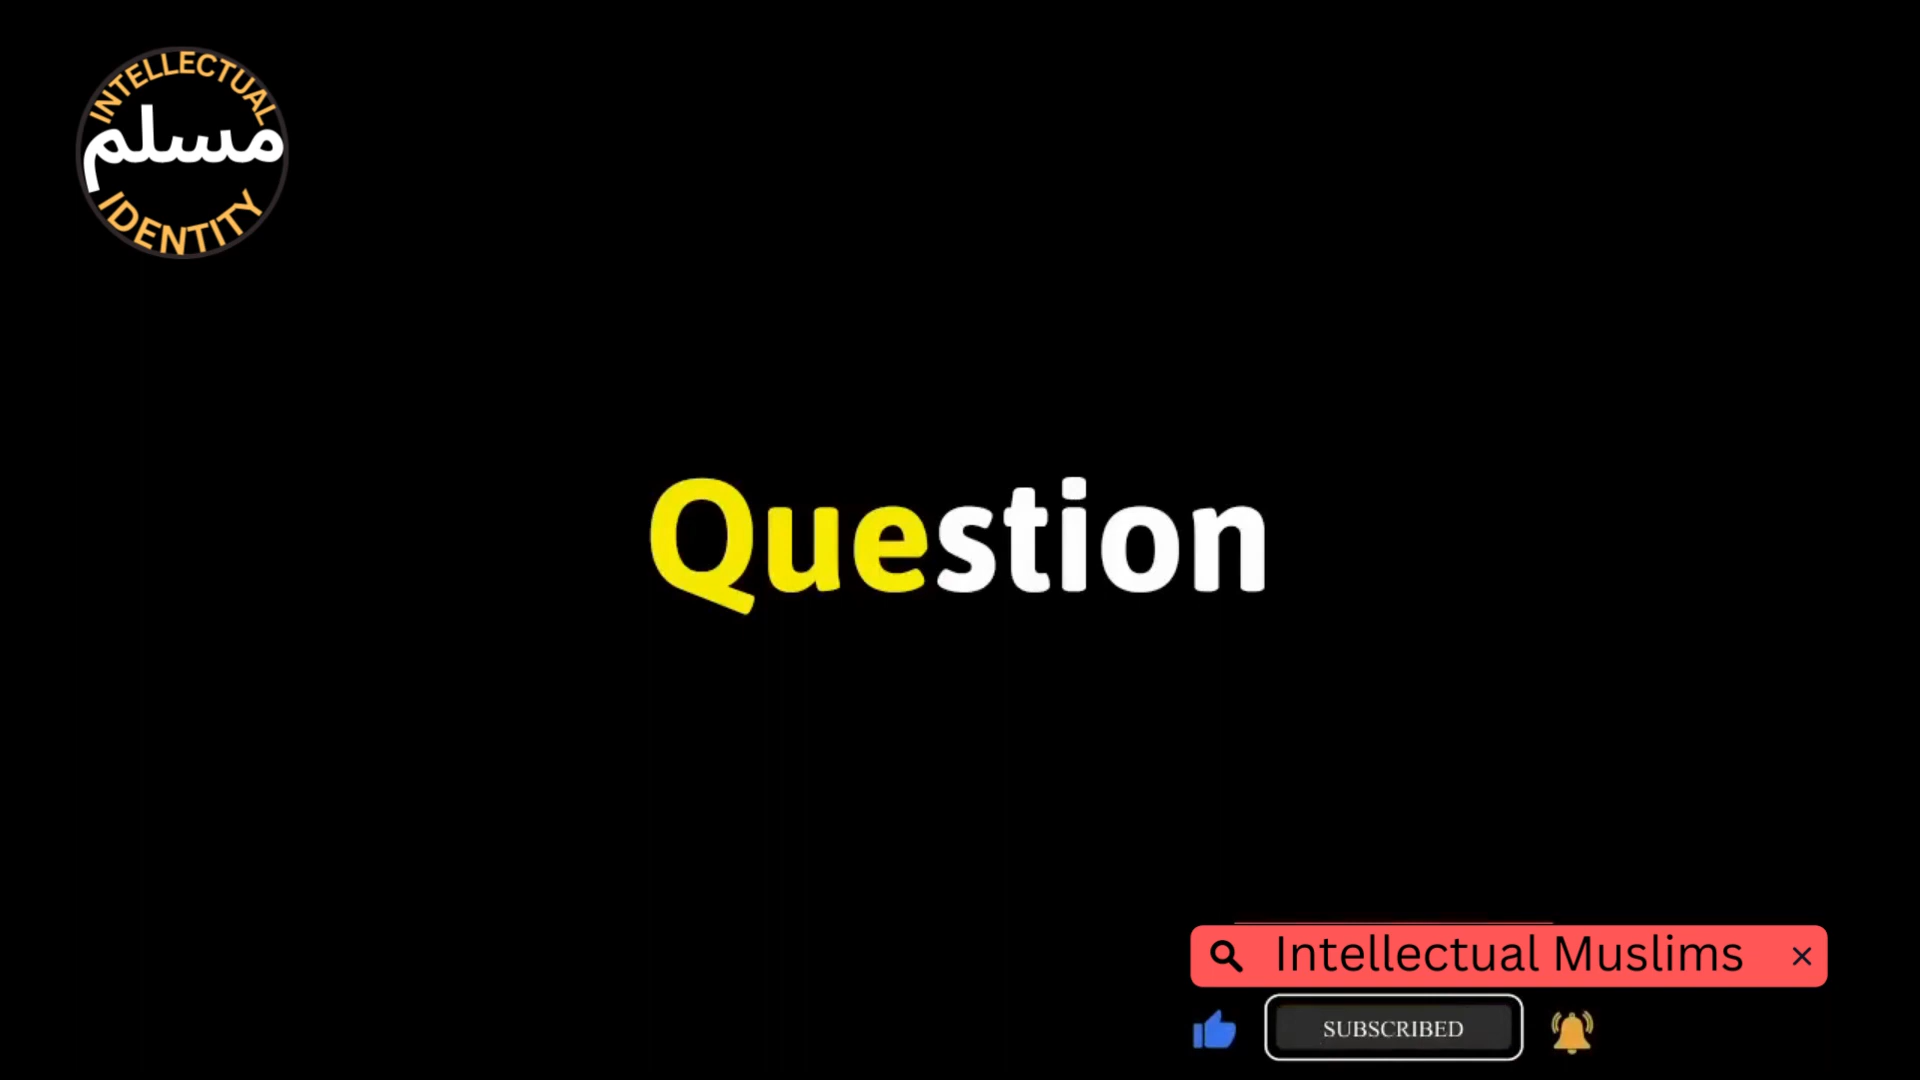 INTELLECTUAL
مسلم
IDENTITY
Question
Intellectual Muslims
SUBSCRIBED